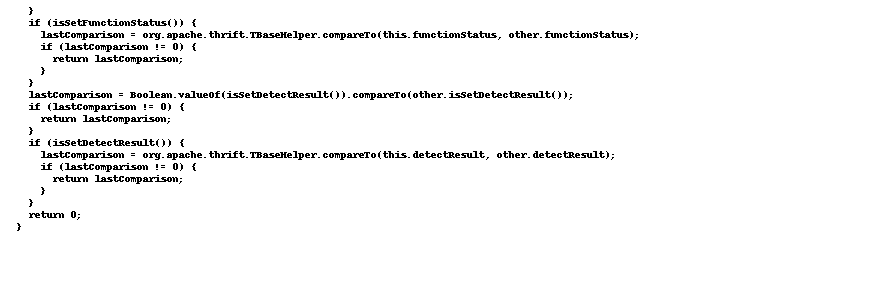 }
if (isSetFunctionStatus()) {
lastComparison = org.apache.thrift.TBaseHelper.compareTo(this.functionStatus, other.functionStatus);
if (lastComparison != 0) {
return lastComparison;
}
}
lastComparison = Boolean.valueOf(isSetDetectResult()).compareTo(other.isSetDetectResult());
if (lastComparison != 0) {
return lastComparison;
}
if (isSetDetectResult()) {
lastComparison = org.apache.thrift.TBaseHelper.compareTo(this.detectResult, other.detectResult);
if (lastComparison != 0) {
return lastComparison;
}
}
return 0;
}